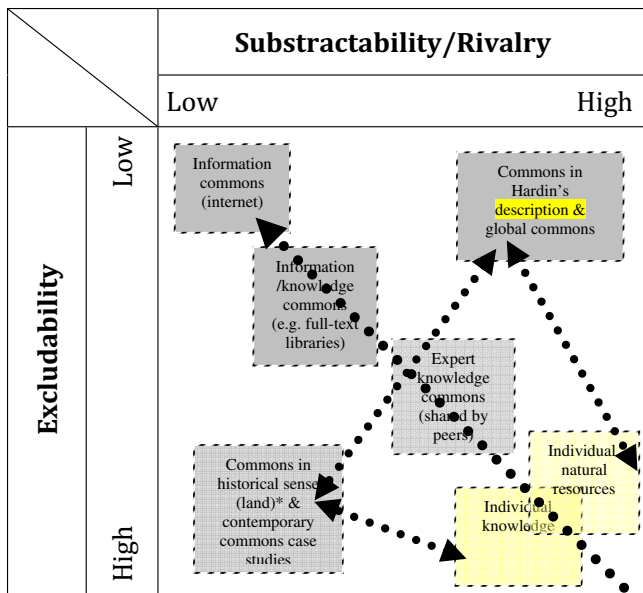 Substractability/Rivalry
Low High
Excludability
Low
High
Information
commons
(internet)
Commons in
Hardin's
description &
global commons
Information
/knowledge
commons
(e.g. full-text
libraries)
Expert
knowledge
commons
(shared by
peers)
Commons in
historical sense
(land)* &
contemporary
commons case
studies
Individual
natural
resources
Individual
knowledge